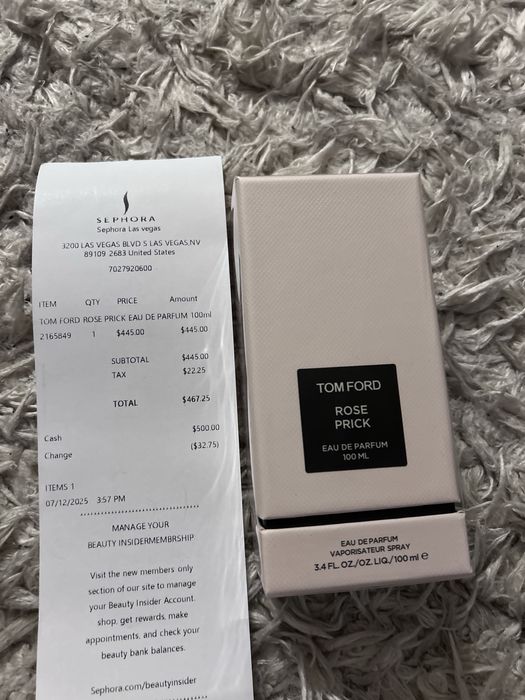 SEPHORA
Sephora Las vegas
3200 LAS VEGAS BLVD S LAS VEGAS,NV
89109 2683 United States
7027920600
ITEM QTY PRICE Amount
TOM FORD ROSE PRICK EAU DE PARFUM 100ml
2165849 1 $445.00 $445.00
SUBTOTAL $445.00
TAX $22.25
TOTAL $467.25
Cash $500.00
Change ($32.75)
ITEMS 1
07/12/2025 3:57 PM
MANAGE YOUR
BEAUTY INSIDERMEMBRSHIP
Visit the new members only
section of our site to manage
your Beauty Insider Account.
shop, get rewards, make
appointments, and check your
beauty bank balances.
Sephora.com/beautyinsider
TOM FORD
ROSE
PRICK
EAU DE PARFUM
100 ML
EAU DE PARFUM
VAPORISATEUR SPRAY
3.4 FL. OZ./OZ. LIQ./100 ml ℮